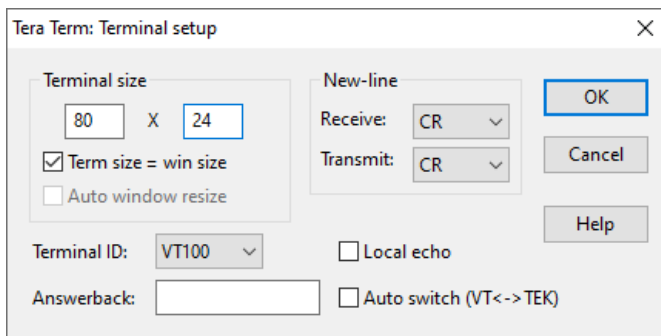 Tera Term: Terminal setup
Terminal size
80 X 24
Term size = win size
Auto window resize
New-line
Receive: CR
Transmit: CR
OK
Cancel
Help
Terminal ID: VT100
Local echo
Answerback:
Auto switch (VT<->TEK)